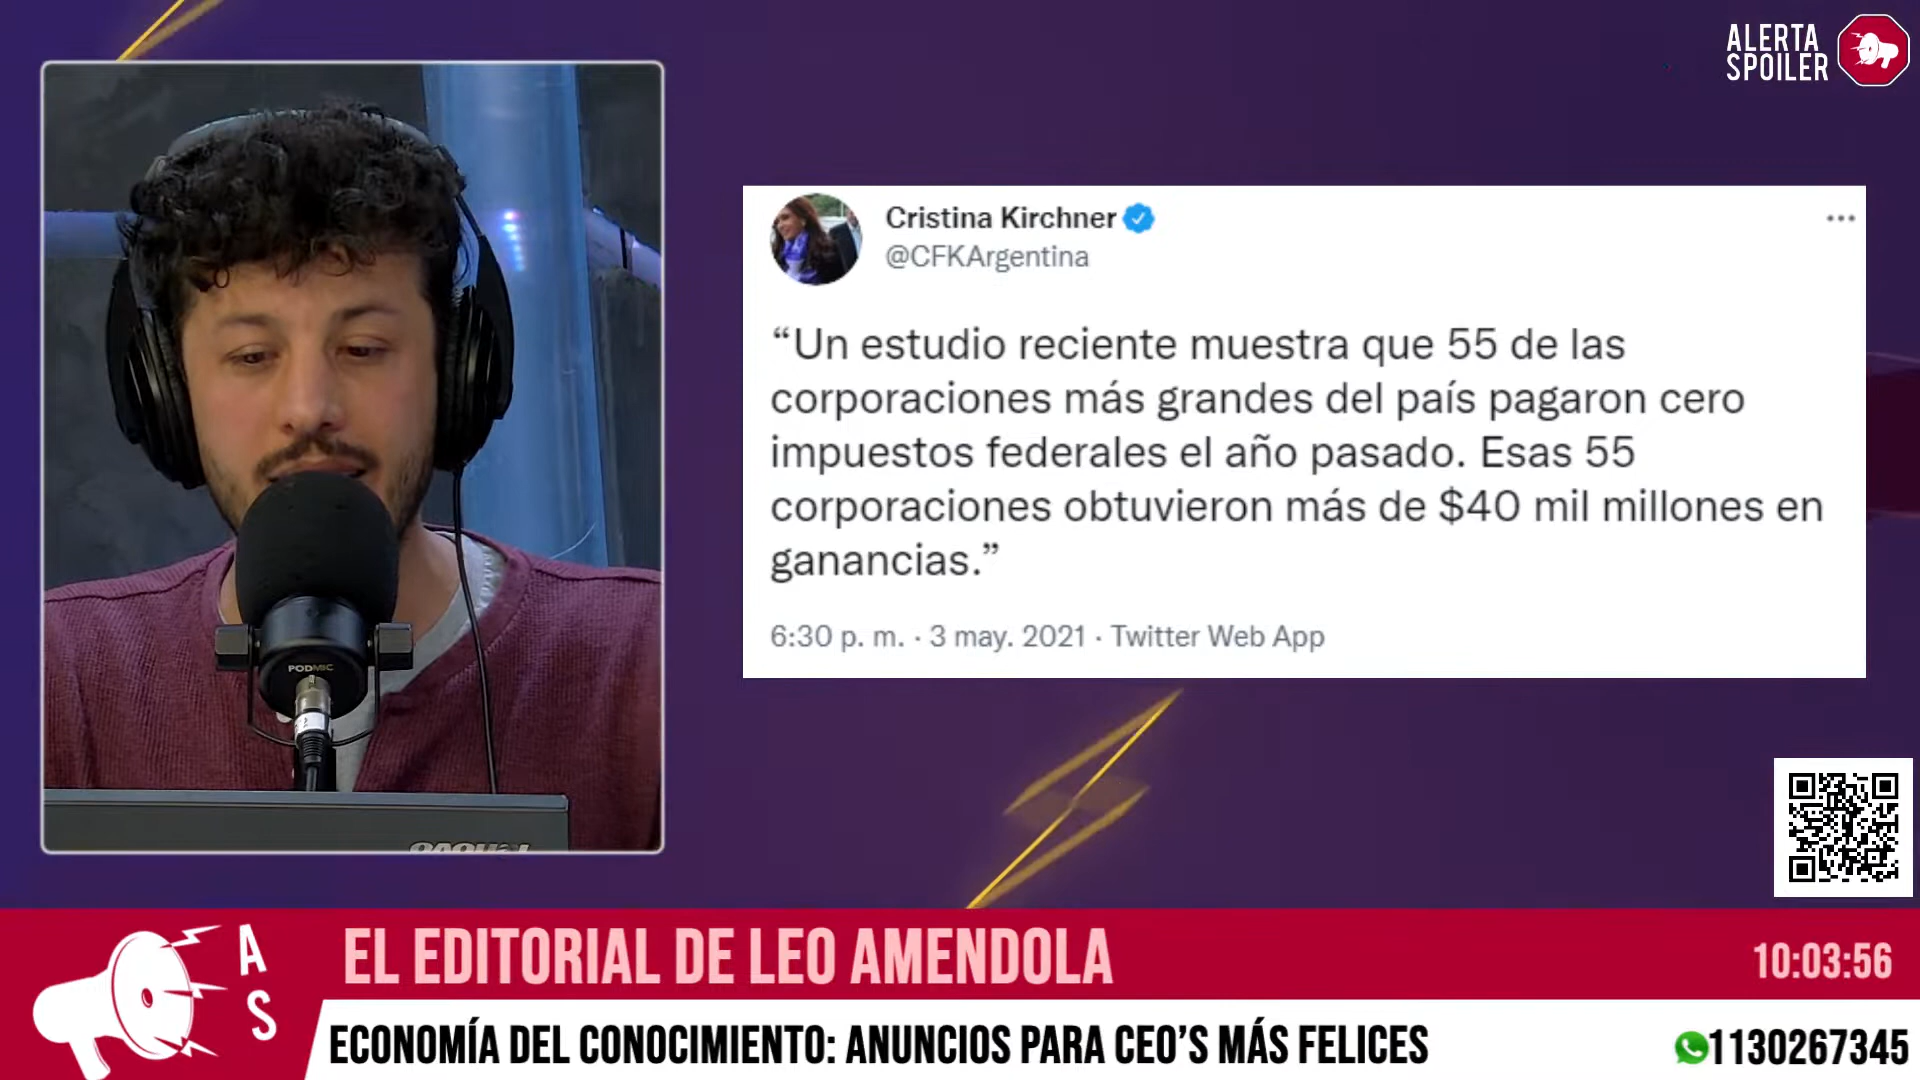 ALERTA
SPOILER
Cristina Kirchner
@CFKArgentina
“Un estudio reciente muestra que 55 de las
corporaciones más grandes del país pagaron cero
impuestos federales el año pasado. Esas 55
corporaciones obtuvieron más de $40 mil millones en
ganancias.”
6:30 p. m. · 3 may. 2021 · Twitter Web App
PODMIC
A
S
EL EDITORIAL DE LEO AMENDOLA
10:03:56
ECONOMÍA DEL CONOCIMIENTO: ANUNCIOS PARA CEO’S MÁS FELICES
1130267345